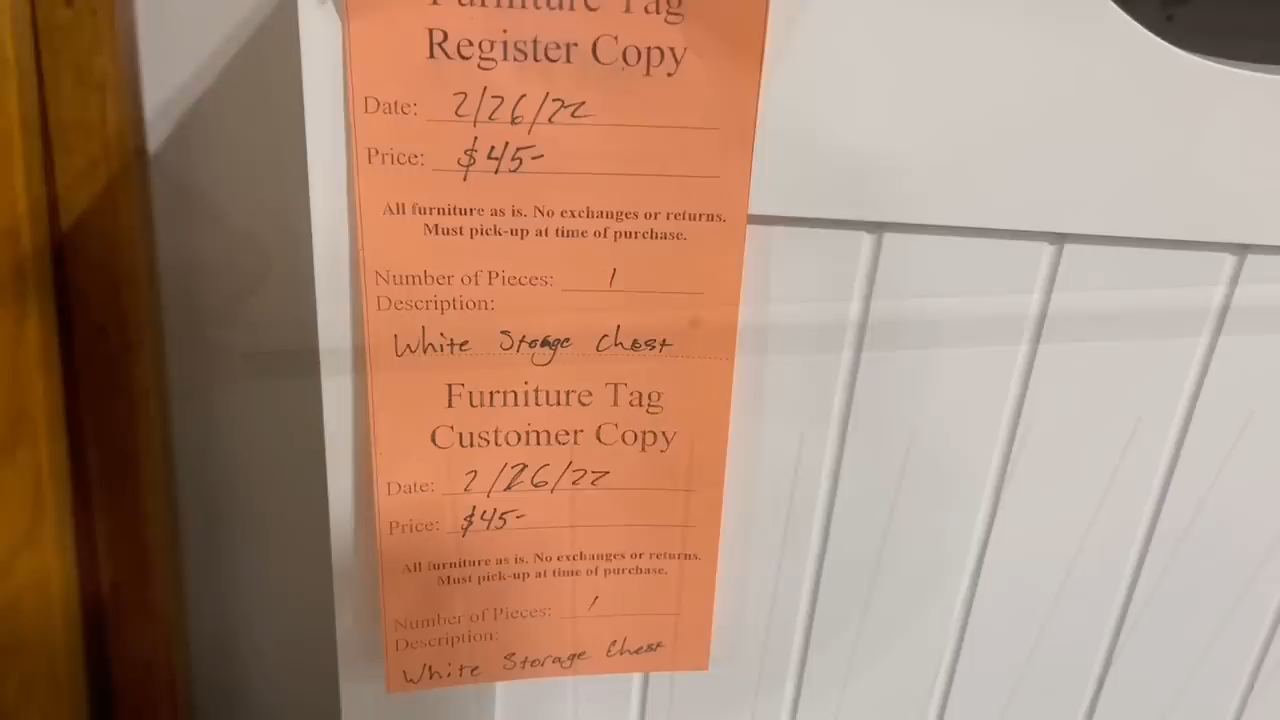 Furniture Tag
Register Copy
Date: 2/26/22
Price: $45-
All furniture as is. No exchanges or returns.
Must pick-up at time of purchase.
Number of Pieces: 1
Description:
White Storage Chest
Furniture Tag
Customer Copy
Date: 2/26/22
Price: $45-
All furniture as is. No exchanges or returns.
Must pick-up at time of purchase.
Number of Pieces: 1
Description:
White Storage Chest